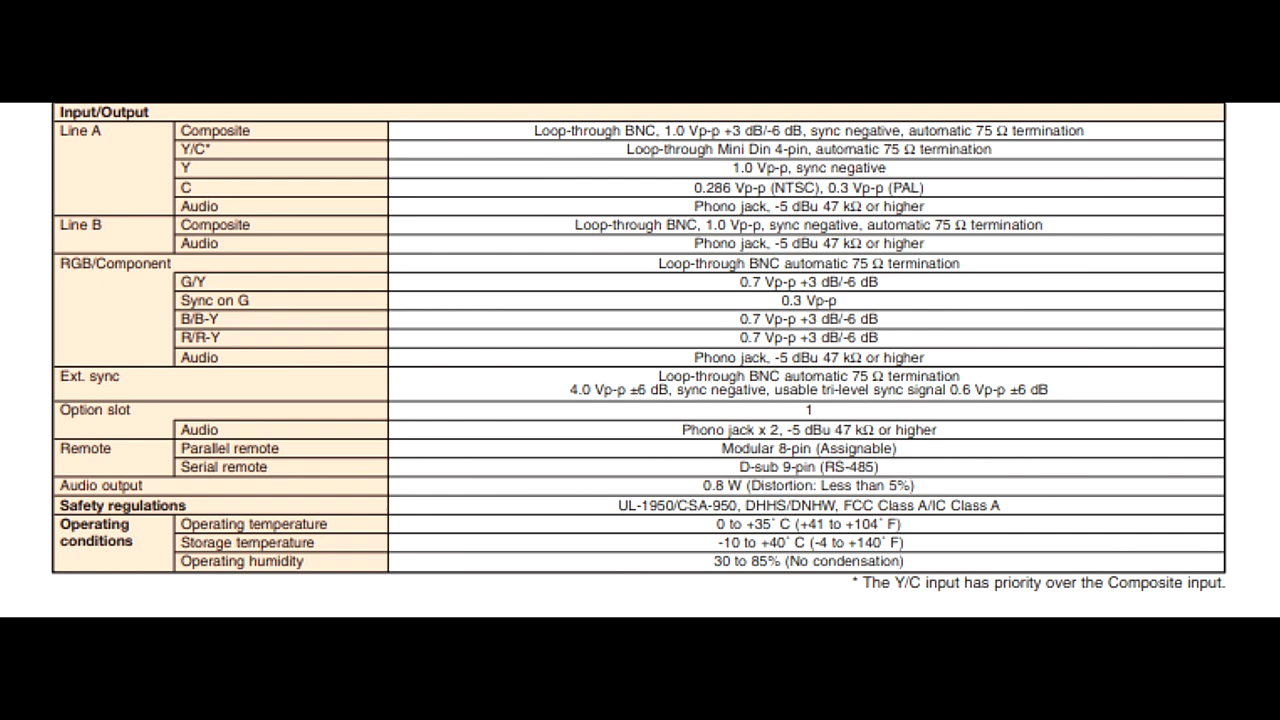 Input/Output
Line A Composite Loop-through BNC, 1.0 Vp-p +3 dB/-6 dB, sync negative, automatic 75 Ω termination
Y/C* Loop-through Mini Din 4-pin, automatic 75 Ω termination
Y 1.0 Vp-p, sync negative
C 0.286 Vp-p (NTSC), 0.3 Vp-p (PAL)
Audio Phono jack, -5 dBu 47 kΩ or higher
Line B Composite Loop-through BNC, 1.0 Vp-p, sync negative, automatic 75 Ω termination
Audio Phono jack, -5 dBu 47 kΩ or higher
RGB/Component Loop-through BNC automatic 75 Ω termination
G/Y 0.7 Vp-p +3 dB/-6 dB
Sync on G 0.3 Vp-p
B/B-Y 0.7 Vp-p +3 dB/-6 dB
R/R-Y 0.7 Vp-p +3 dB/-6 dB
Audio Phono jack, -5 dBu 47 kΩ or higher
Ext. sync Loop-through BNC automatic 75 Ω termination
4.0 Vp-p ±6 dB, sync negative, usable tri-level sync signal 0.6 Vp-p ±6 dB
Option slot 1
Audio Phono jack x 2, -5 dBu 47 kΩ or higher
Remote Parallel remote Modular 8-pin (Assignable)
Serial remote D-sub 9-pin (RS-485)
Audio output 0.8 W (Distortion: Less than 5%)
Safety regulations UL-1950/CSA-950, DHHS/DNHW, FCC Class A/IC Class A
Operating conditions Operating temperature 0 to +35˚ C (+41 to +104˚ F)
Storage temperature -10 to +40˚ C (-4 to +140˚ F)
Operating humidity 30 to 85% (No condensation)
* The Y/C input has priority over the Composite input.